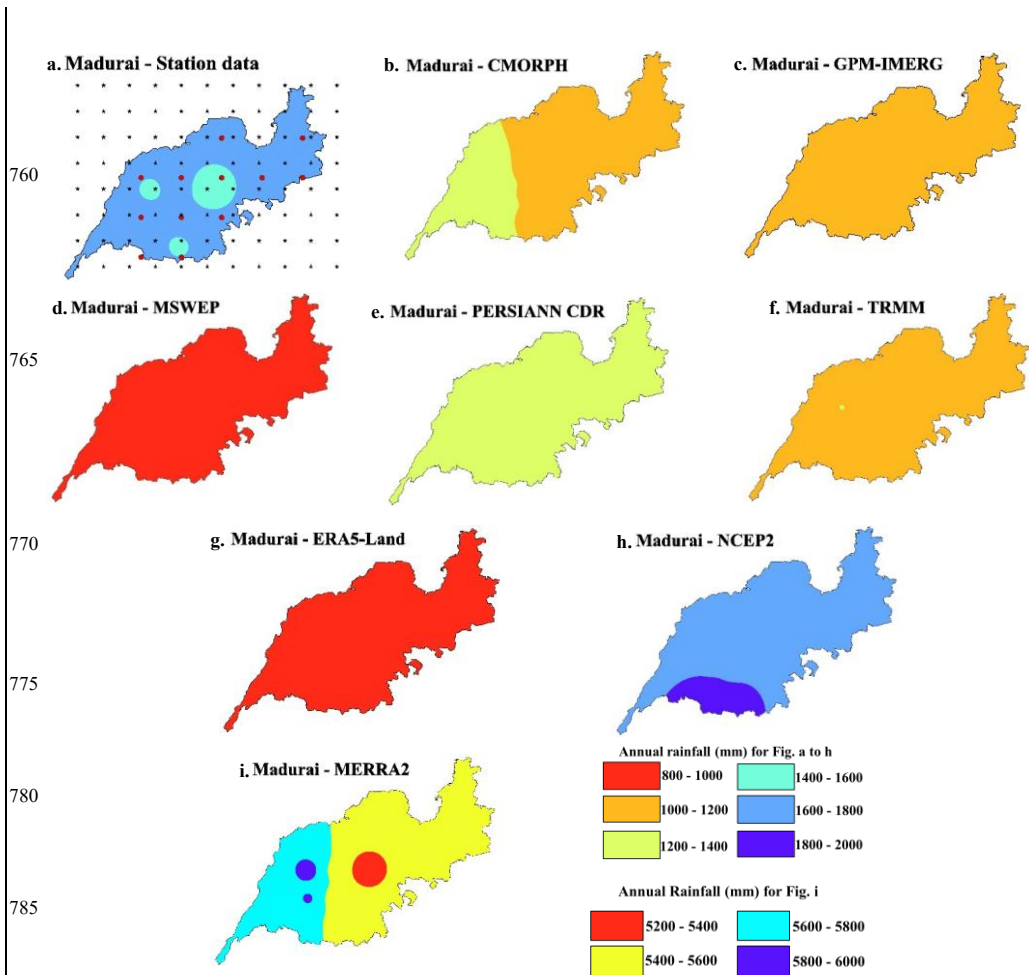 a. Madurai - Station data
b. Madurai - CMORPH
c. Madurai - GPM-IMERG
760
d. Madurai - MSWEP
e. Madurai - PERSIANN CDR
f. Madurai - TRMM
765
770
g. Madurai - ERA5-Land
h. Madurai - NCEP2
775
i. Madurai - MERRA2
780
785
Annual rainfall (mm) for Fig. a to h
800 - 1000
1400 - 1600
1000 - 1200
1600 - 1800
1200 - 1400
1800 - 2000
Annual Rainfall (mm) for Fig. i
5200 - 5400
5600 - 5800
5400 - 5600
5800 - 6000